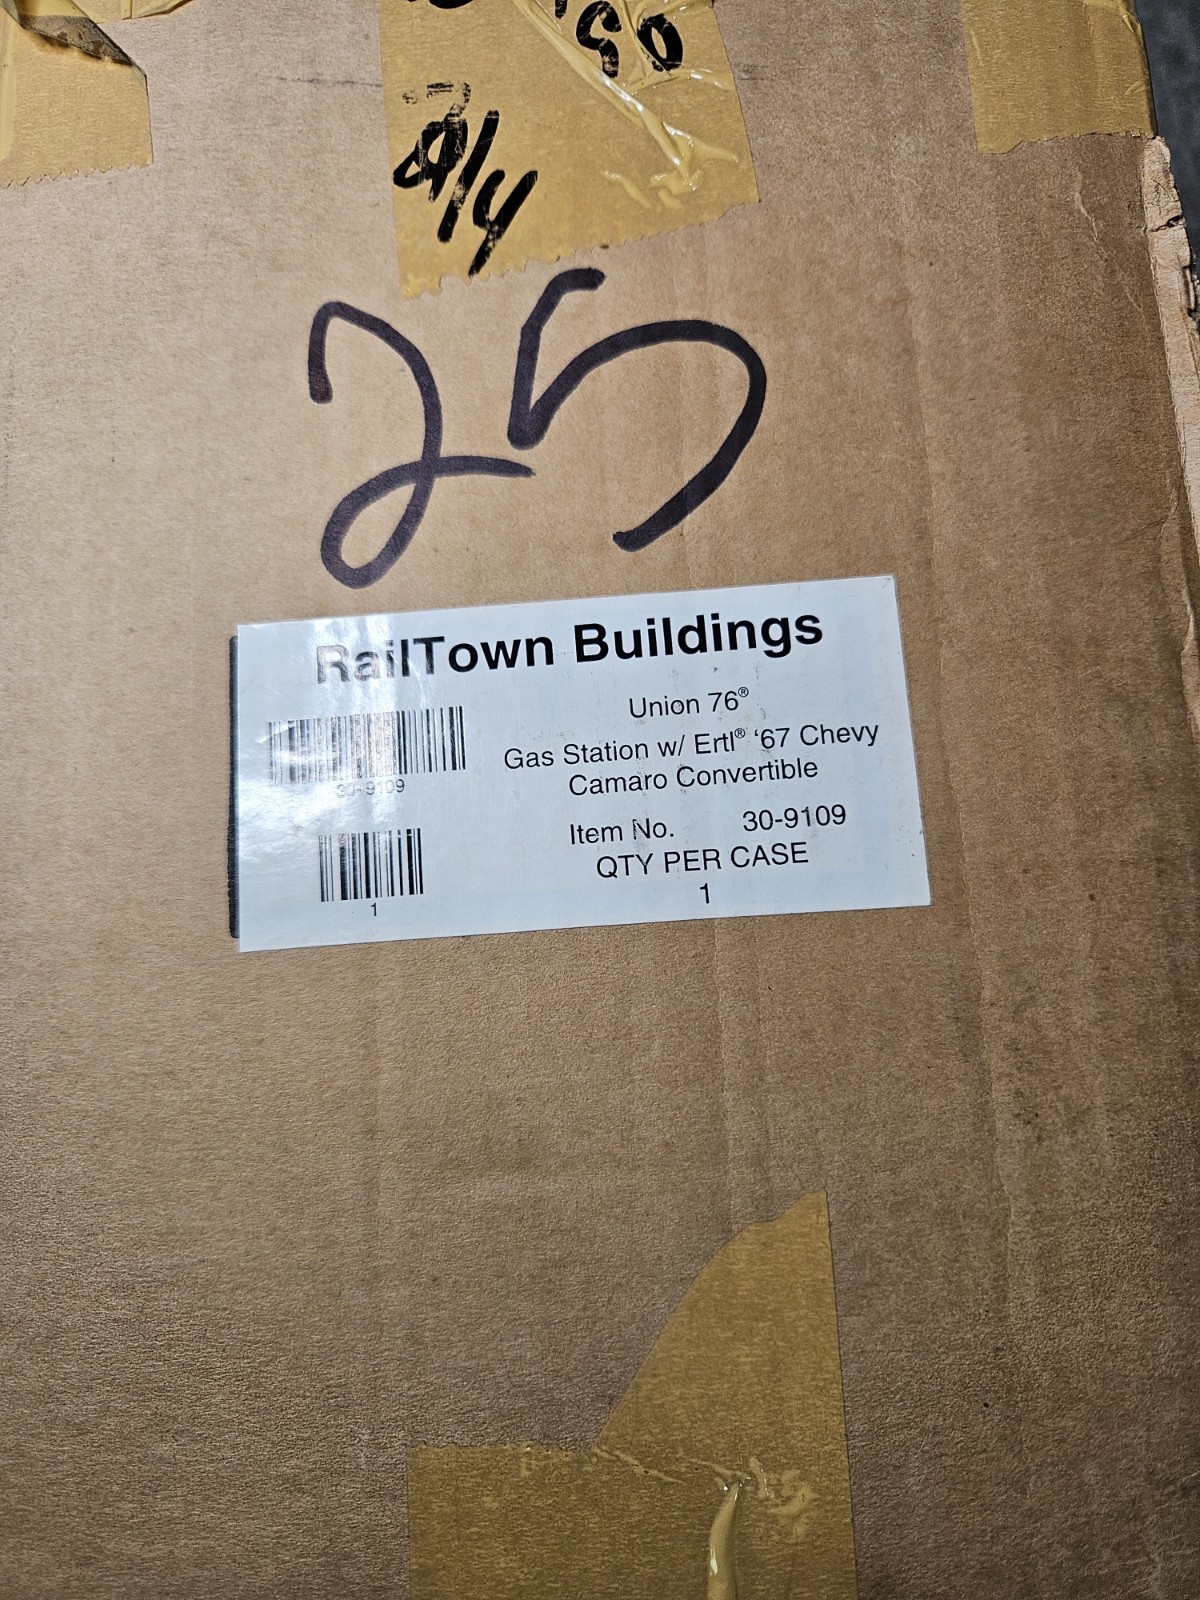 25
RailTown Buildings
Union 76®
Gas Station w/ Ertl® '67 Chevy
Camaro Convertible
30-9109
Item No. 30-9109
QTY PER CASE
1
1